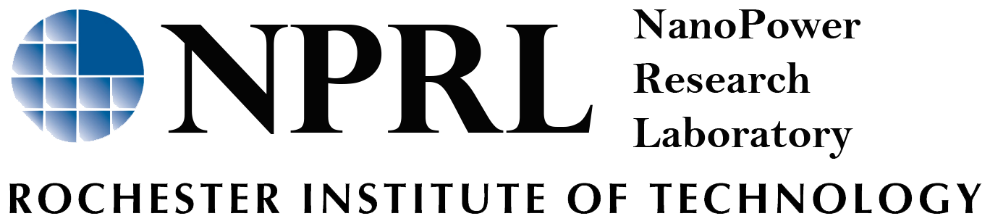 NPRL
NanoPower
Research
Laboratory
ROCHESTER INSTITUTE OF TECHNOLOGY